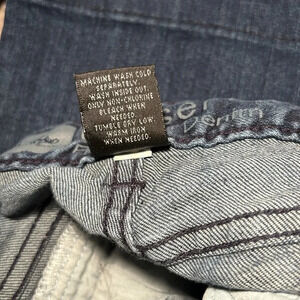 MACHINE WASH COLD
SEPARATELY.
WASH INSIDE OUT.
ONLY NON-CHLORINE
BLEACH WHEN
NEEDED.
TUMBLE DRY LOW.
WARM IRON
WHEN NEEDED.